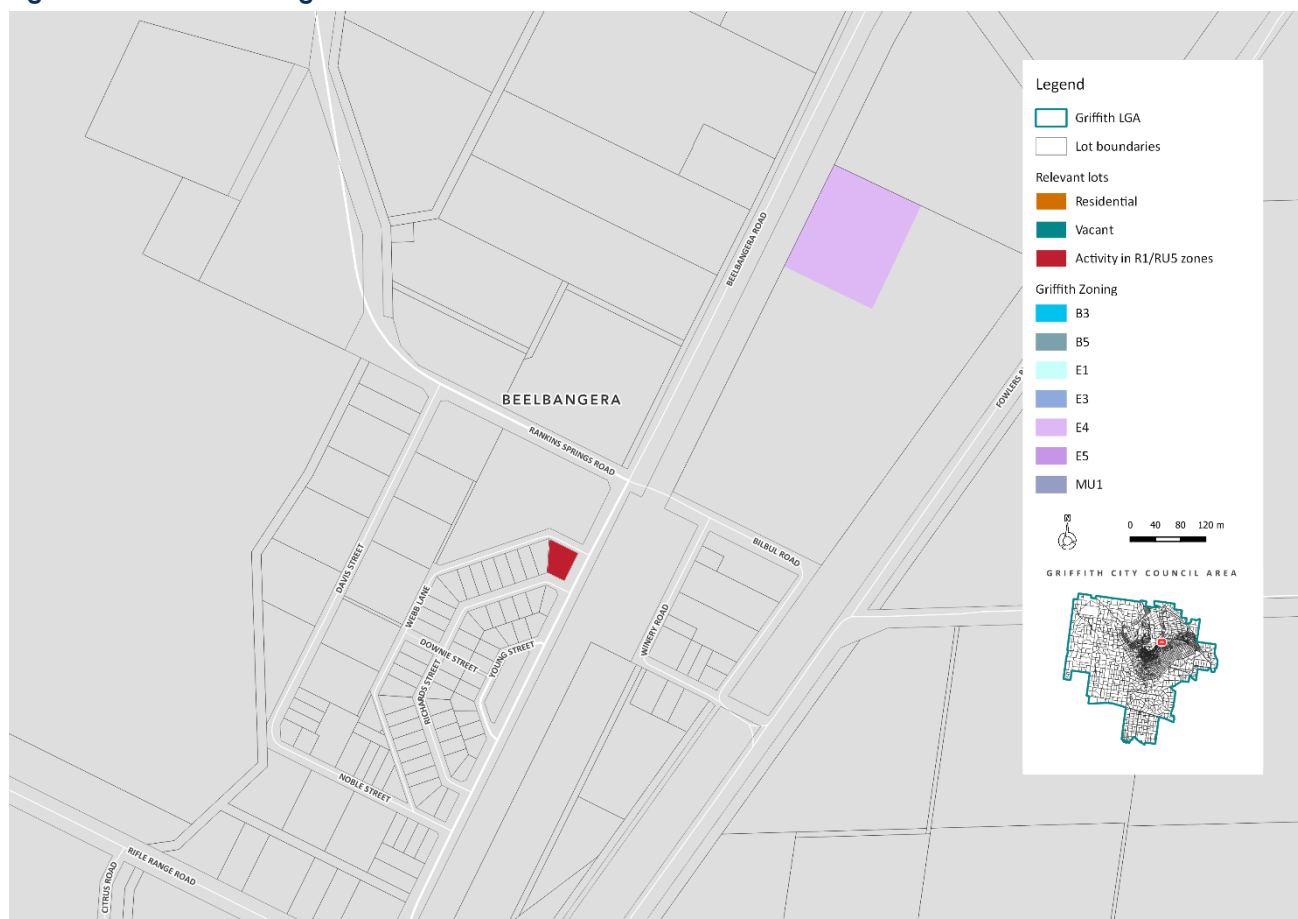 BEELBANGERA ROAD
FOWLERS R
BEELBANGERA
RANKINS SPRINGS ROAD
BILBUL ROAD
DAVIS STREET
WEBB LANE
WINERY ROAD
DOWNIE STREET
YOUNG STREET
RICHARDS STREET
NOBLE STREET
RIFLE RANGE ROAD
CITRUS ROAD
Legend
Griffith LGA
Lot boundaries
Relevant lots
Residential
Vacant
Activity in R1/RU5 zones
Griffith Zoning
B3
B5
E1
E3
E4
E5
MU1
N
0 40 80 120 m
GRIFFITH CITY COUNCIL AREA